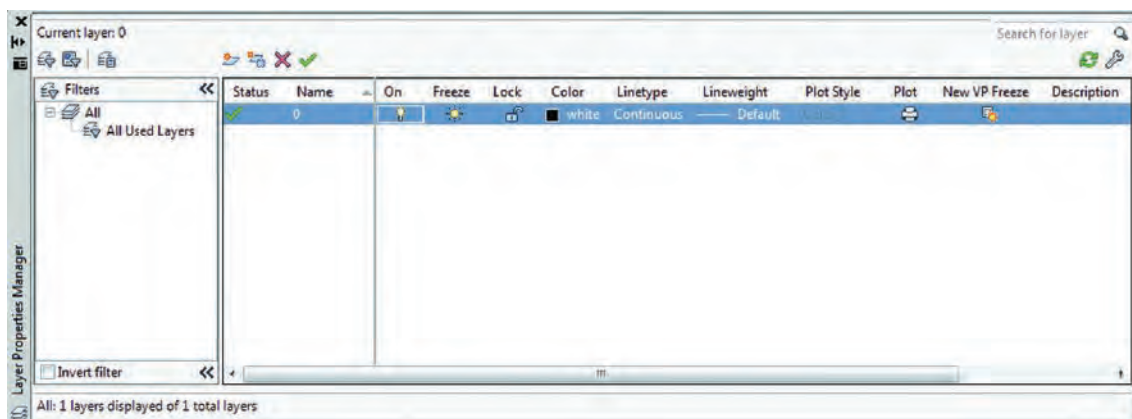 Current layer: 0
Search for layer
Filters
Status Name On Freeze Lock Color Linetype Lineweight Plot Style Plot New VP Freeze Description
All
0 white Continuous Default
All Used Layers
Layer Properties Manager
Invert filter
All: 1 layers displayed of 1 total layers